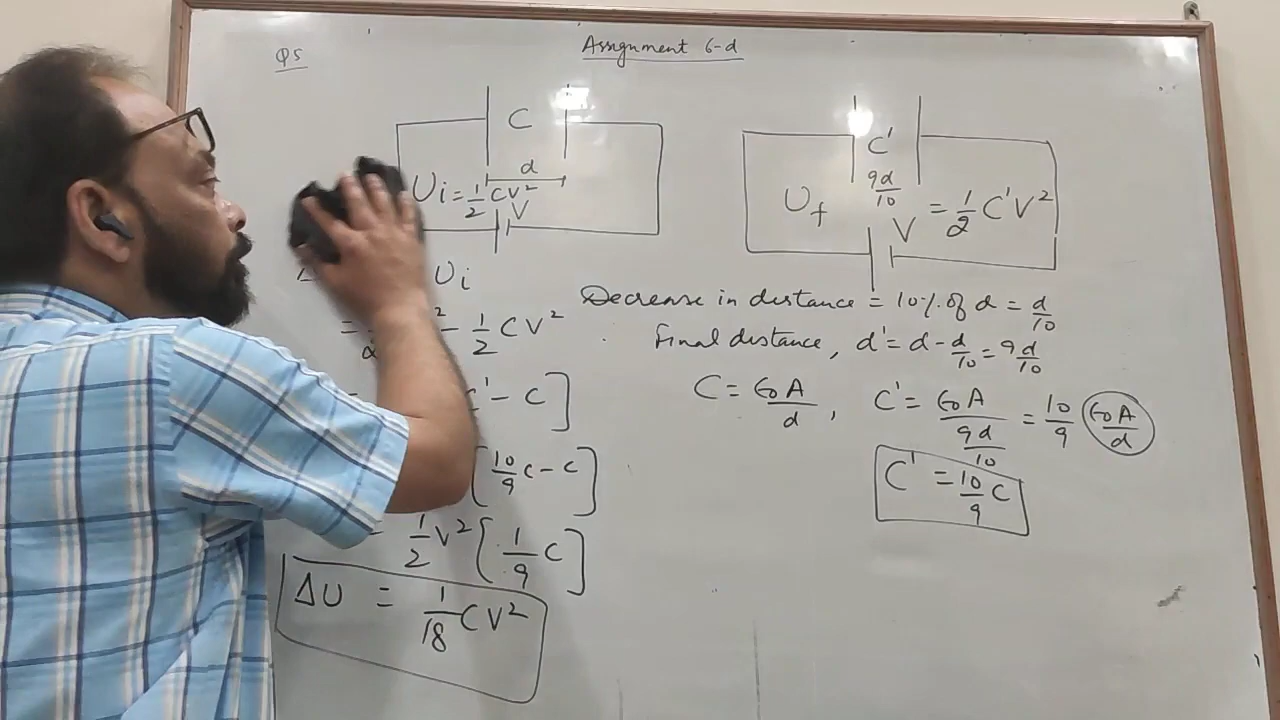 Assignment 6-d
Q5
C
d
Ui = 1/2 CV²
V
C'
9d/10
Uf = 1/2 C'V²
V
Ui
Decrease in distance = 10% of d = d/10
= ² - 1/2 CV²
Final distance, d' = d - d/10 = 9d/10
C = ε₀A/d , C' = ε₀A/(9d/10) = 10/9 ε₀A/d
' - C]
C' = 10/9 C
[10/9 C - C]
1/2 V² [1/9 C]
ΔU = 1/18 CV²